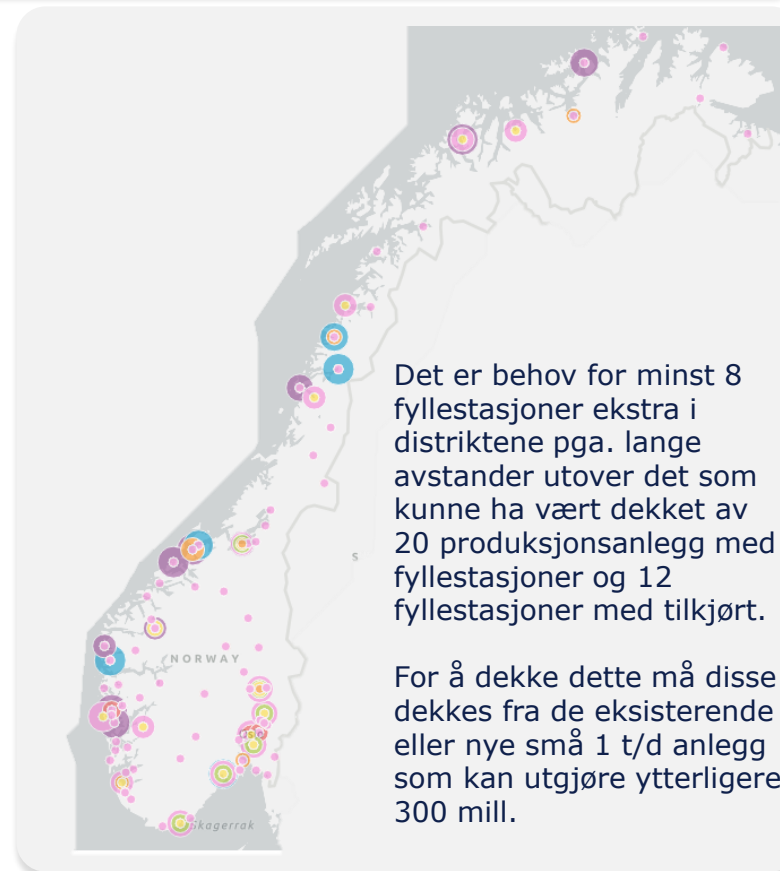 Det er behov for minst 8
fyllestasjoner ekstra i
distriktene pga. lange
avstander utover det som
kunne ha vært dekket av
20 produksjonsanlegg med
fyllestasjoner og 12
fyllestasjoner med tilkjørt.
For å dekke dette må disse
dekkes fra de eksisterende
eller nye små 1 t/d anlegg
som kan utgjøre ytterligere
300 mill.
S
NORWAY